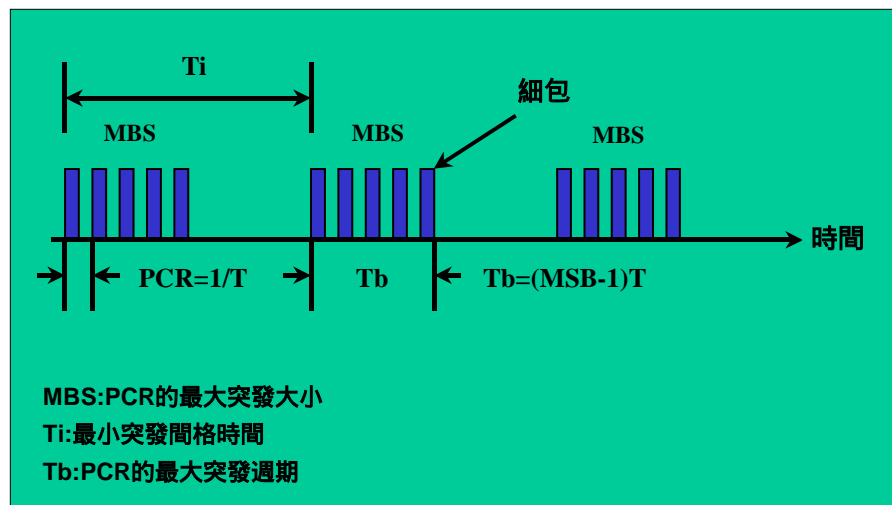 Ti
細包
MBS
MBS
MBS
時間
PCR=1/T
Tb
Tb=(MSB-1)T
MBS:PCR的最大突發大小
Ti:最小突發間格時間
Tb:PCR的最大突發週期